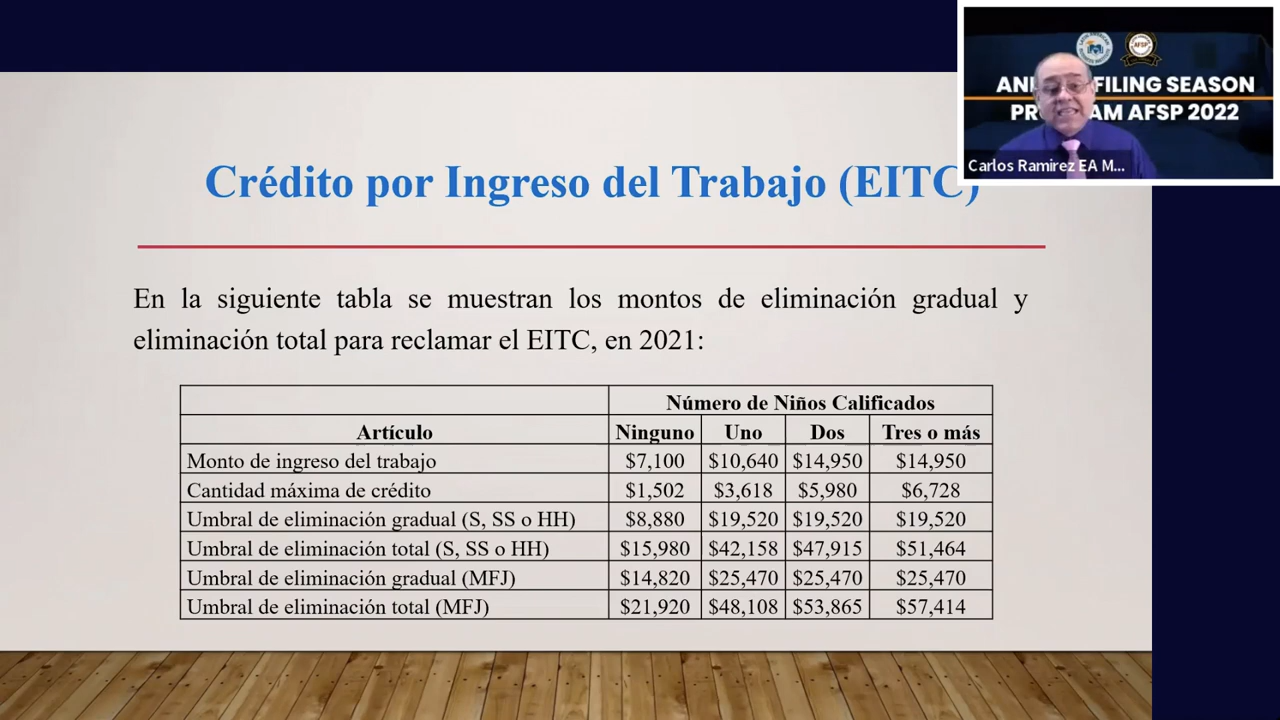 ANN FILING SEASON
PR AM AFSP 2022
AFSP
Carlos Ramirez EA M...
Crédito por Ingreso del Trabajo (EITC)
En la siguiente tabla se muestran los montos de eliminación gradual y
eliminación total para reclamar el EITC, en 2021:
Número de Niños Calificados
Artículo Ninguno Uno Dos Tres o más
Monto de ingreso del trabajo $7,100 $10,640 $14,950 $14,950
Cantidad máxima de crédito $1,502 $3,618 $5,980 $6,728
Umbral de eliminación gradual (S, SS o HH) $8,880 $19,520 $19,520 $19,520
Umbral de eliminación total (S, SS o HH) $15,980 $42,158 $47,915 $51,464
Umbral de eliminación gradual (MFJ) $14,820 $25,470 $25,470 $25,470
Umbral de eliminación total (MFJ) $21,920 $48,108 $53,865 $57,414